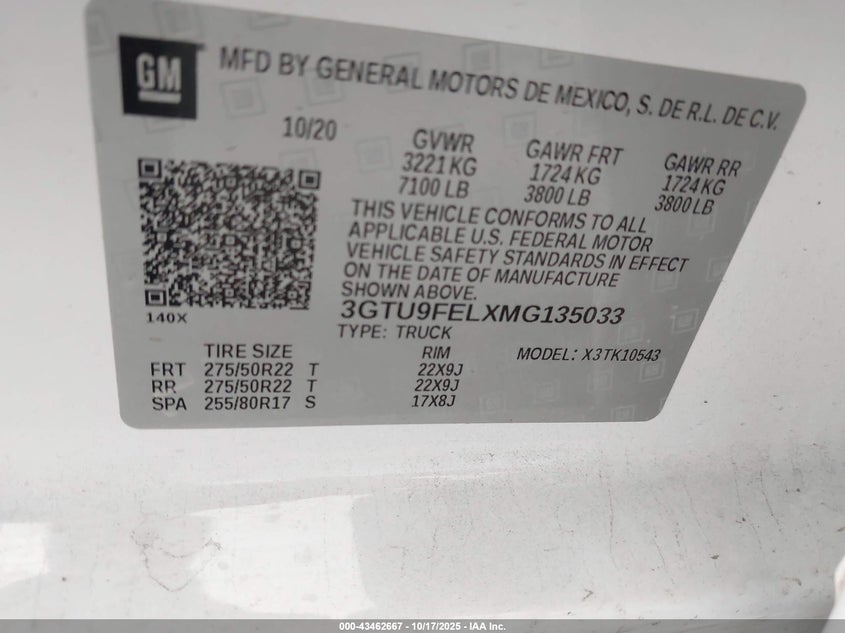 GM
MFD BY GENERAL MOTORS DE MEXICO, S. DE R.L. DE C.V.
10/20
GVWR
3221 KG
7100 LB
GAWR FRT
1724 KG
3800 LB
GAWR RR
1724 KG
3800 LB
THIS VEHICLE CONFORMS TO ALL
APPLICABLE U.S. FEDERAL MOTOR
VEHICLE SAFETY STANDARDS IN EFFECT
ON THE DATE OF MANUFACTURE
SHOWN ABOVE.
140X
3GTU9FELXMG135033
TYPE: TRUCK
TIRE SIZE RIM MODEL: X3TK10543
FRT 275/50R22 T 22X9J
RR 275/50R22 T 22X9J
SPA 255/80R17 S 17X8J
000-43462667 - 10/17/2025 - IAA Inc.